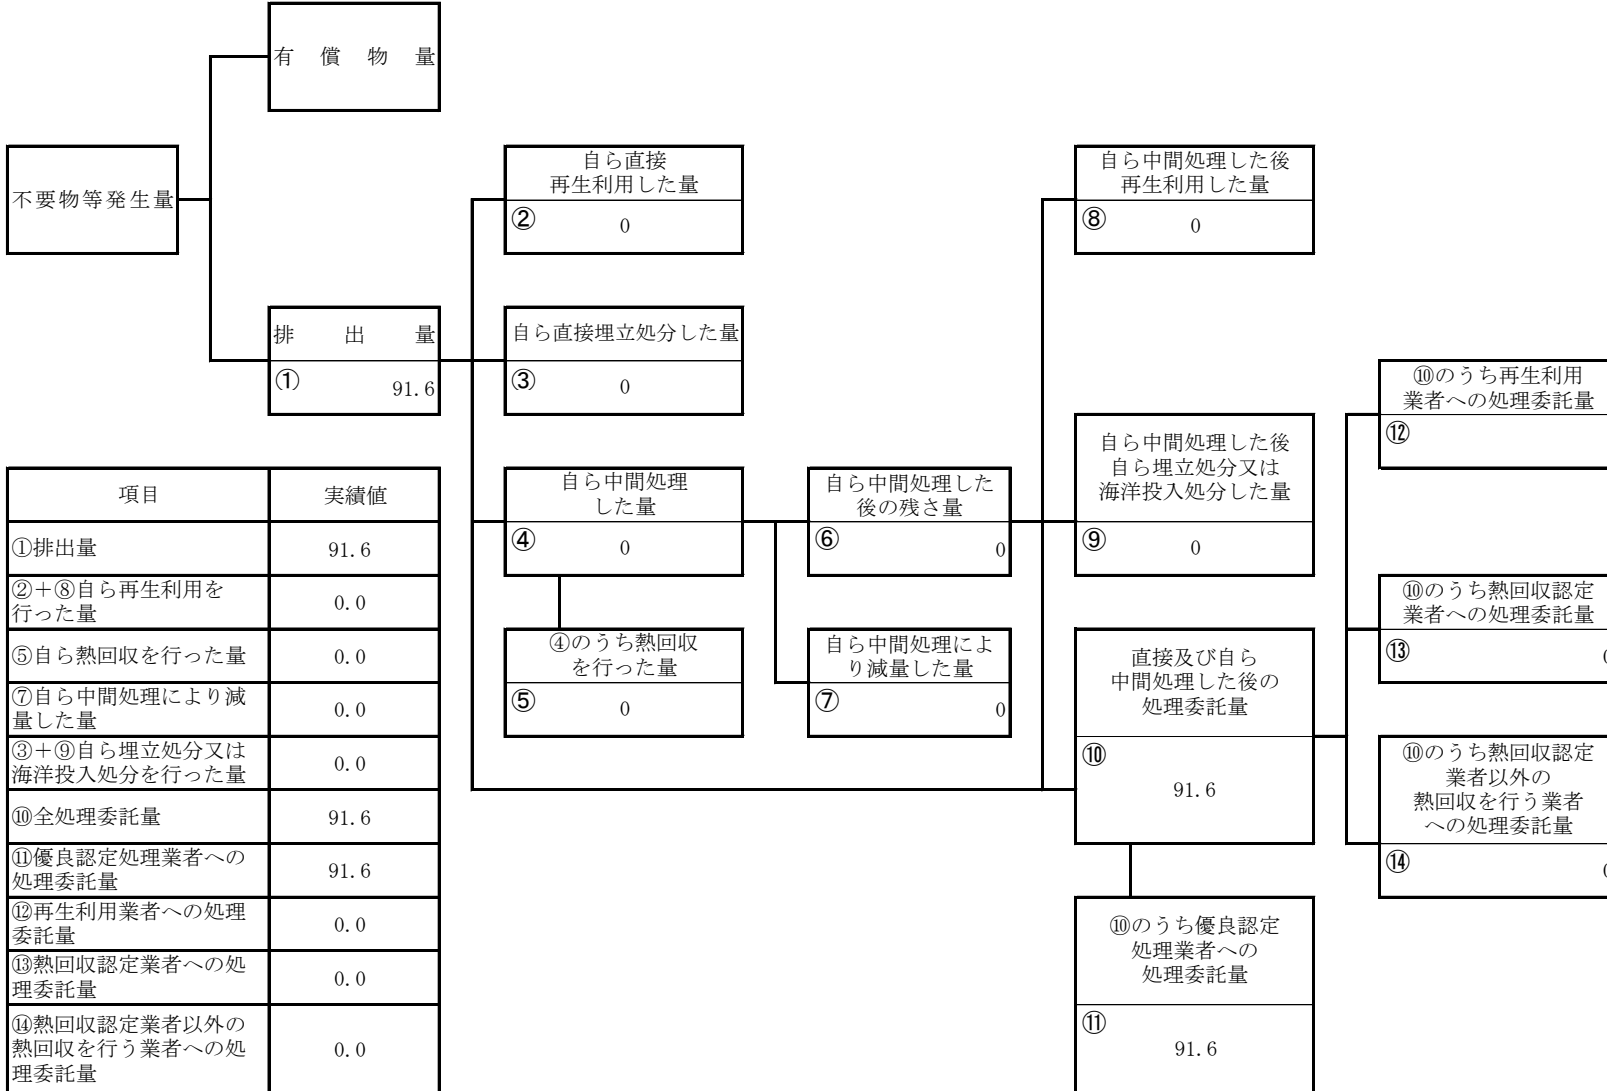 有償物量
不要物等発生量
自ら直接
再生利用した量
② 0
自ら中間処理した後
再生利用した量
⑧ 0
排出量
① 91.6
自ら直接埋立処分した量
③ 0
⑩のうち再生利用
業者への処理委託量
⑫
自ら中間処理した後
自ら埋立処分又は
海洋投入処分した量
⑨ 0
自ら中間処理
した量
④ 0
自ら中間処理した
後の残さ量
⑥ 0
⑩のうち熱回収認定
業者への処理委託量
⑬ 0
④のうち熱回収
を行った量
⑤ 0
自ら中間処理によ
り減量した量
⑦ 0
直接及び自ら
中間処理した後の
処理委託量
⑩
91.6
⑩のうち熱回収認定
業者以外の
熱回収を行う業者
への処理委託量
⑭ 0
⑩のうち優良認定
処理業者への
処理委託量
⑪
91.6
項目 実績値
①排出量 91.6
②+⑧自ら再生利用を
行った量 0.0
⑤自ら熱回収を行った量 0.0
⑦自ら中間処理により減
量した量 0.0
③+⑨自ら埋立処分又は
海洋投入処分を行った量 0.0
⑩全処理委託量 91.6
⑪優良認定処理業者への
処理委託量 91.6
⑫再生利用業者への処理
委託量 0.0
⑬熱回収認定業者への処
理委託量 0.0
⑭熱回収認定業者以外の
熱回収を行う業者への処
理委託量 0.0